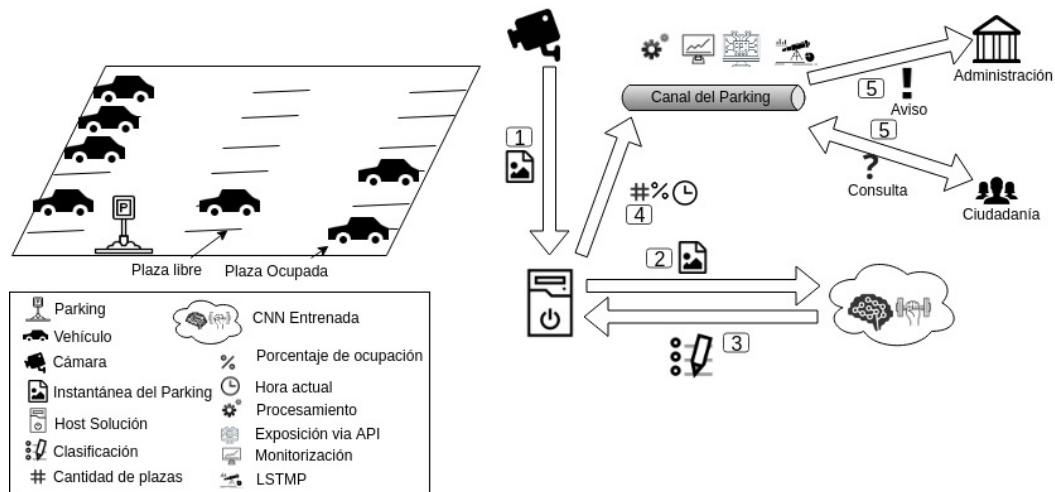 P
Plaza libre
Plaza Ocupada
Parking
Vehículo
Cámara
Instantánea del Parking
Host Solución
Clasificación
# Cantidad de plazas
CNN Entrenada
% Porcentaje de ocupación
Hora actual
Procesamiento
Exposición via API
Monitorización
LSTMP
1
2
3
#%
4
Canal del Parking
5
!
Aviso
Administración
5
?
Consulta
Ciudadanía